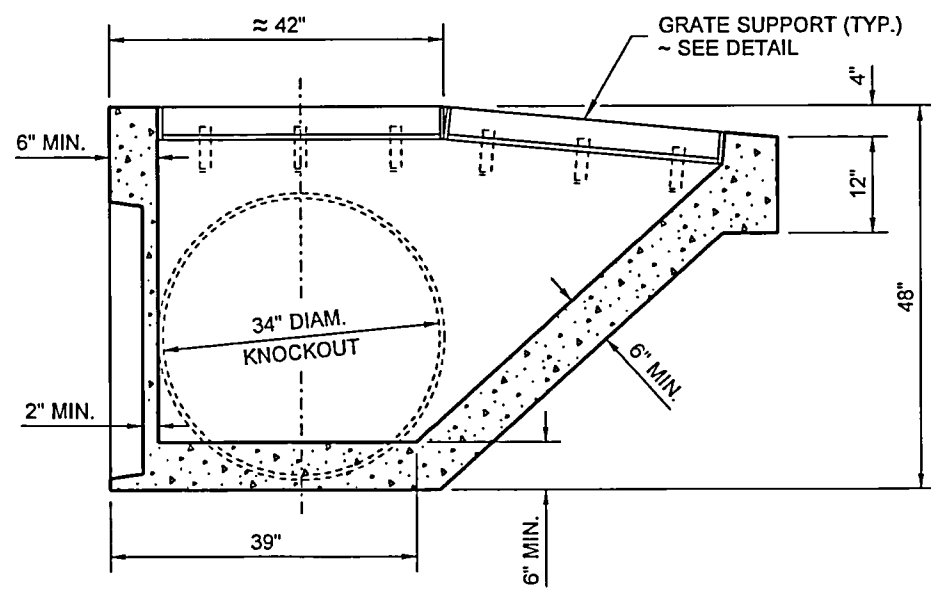 ≈ 42"
GRATE SUPPORT (TYP.)
~ SEE DETAIL
4"
6" MIN.
12"
48"
34" DIAM.
KNOCKOUT
6" MIN.
2" MIN.
39"
6" MIN.